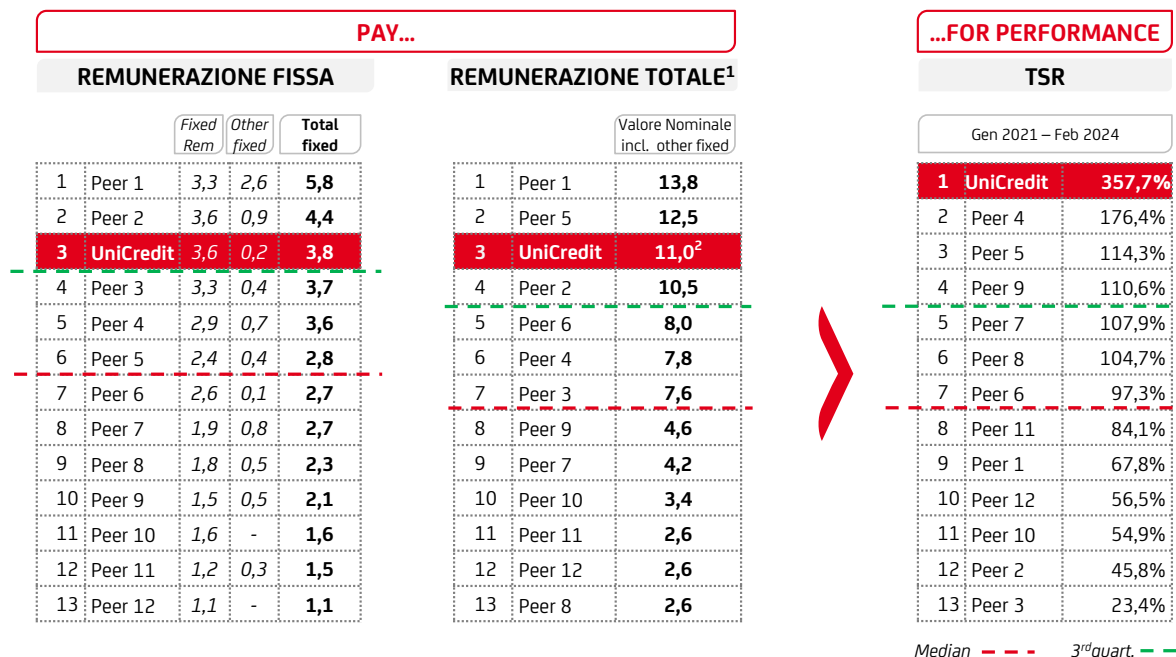 PAY...
...FOR PERFORMANCE
REMUNERAZIONE FISSA
REMUNERAZIONE TOTALE¹
TSR
Fixed Rem Other fixed Total fixed
1 Peer 1 3,3 2,6 5,8
2 Peer 2 3,6 0,9 4,4
3 UniCredit 3,6 0,2 3,8
4 Peer 3 3,3 0,4 3,7
5 Peer 4 2,9 0,7 3,6
6 Peer 5 2,4 0,4 2,8
7 Peer 6 2,6 0,1 2,7
8 Peer 7 1,9 0,8 2,7
9 Peer 8 1,8 0,5 2,3
10 Peer 9 1,5 0,5 2,1
11 Peer 10 1,6 - 1,6
12 Peer 11 1,2 0,3 1,5
13 Peer 12 1,1 - 1,1
Valore Nominale
incl. other fixed
1 Peer 1 13,8
2 Peer 5 12,5
3 UniCredit 11,0²
4 Peer 2 10,5
5 Peer 6 8,0
6 Peer 4 7,8
7 Peer 3 7,6
8 Peer 9 4,6
9 Peer 7 4,2
10 Peer 10 3,4
11 Peer 11 2,6
12 Peer 12 2,6
13 Peer 8 2,6
Gen 2021 – Feb 2024
1 UniCredit 357,7%
2 Peer 4 176,4%
3 Peer 5 114,3%
4 Peer 9 110,6%
5 Peer 7 107,9%
6 Peer 8 104,7%
7 Peer 6 97,3%
8 Peer 11 84,1%
9 Peer 1 67,8%
10 Peer 12 56,5%
11 Peer 10 54,9%
12 Peer 2 45,8%
13 Peer 3 23,4%
Median 3rd quart.